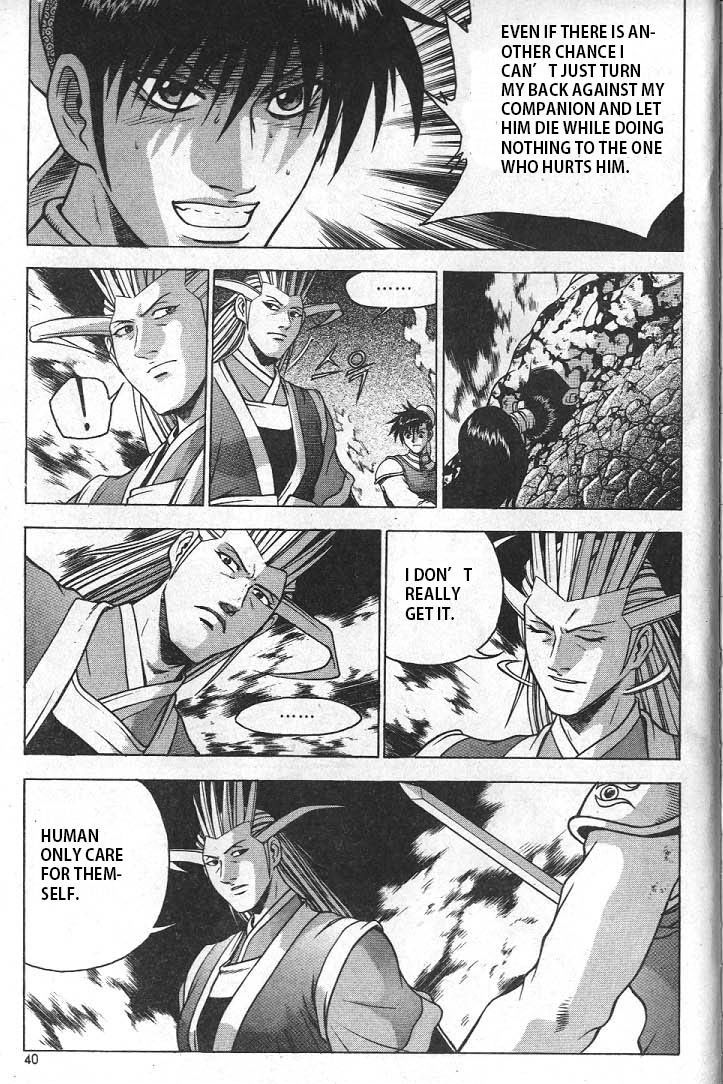 EVEN IF THERE IS AN-
OTHER CHANCE I
CAN'T JUST TURN
MY BACK AGAINST MY
COMPANION AND LET
HIM DIE WHILE DOING
NOTHING TO THE ONE
WHO HURTS HIM.
!
......
스윽
......
I DON'T
REALLY
GET IT.
HUMAN
ONLY CARE
FOR THEM-
SELF.
40